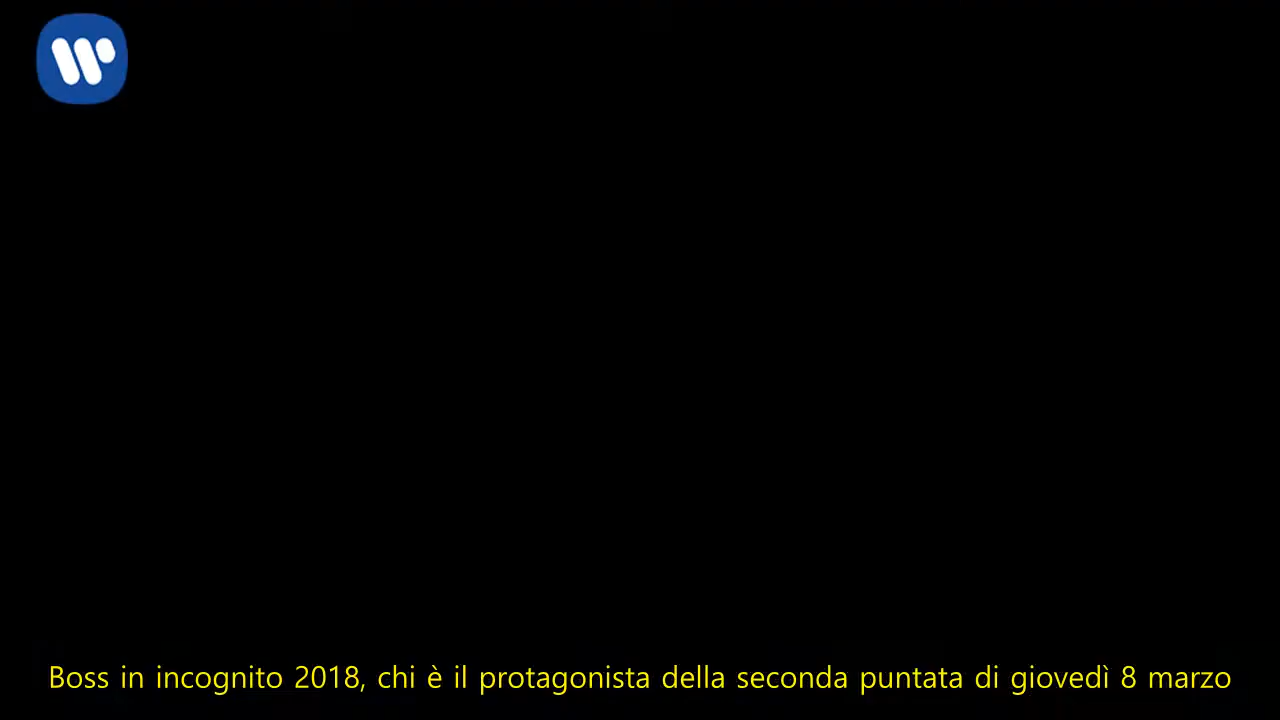 Boss in incognito 2018, chi è il protagonista della seconda puntata di giovedì 8 marzo